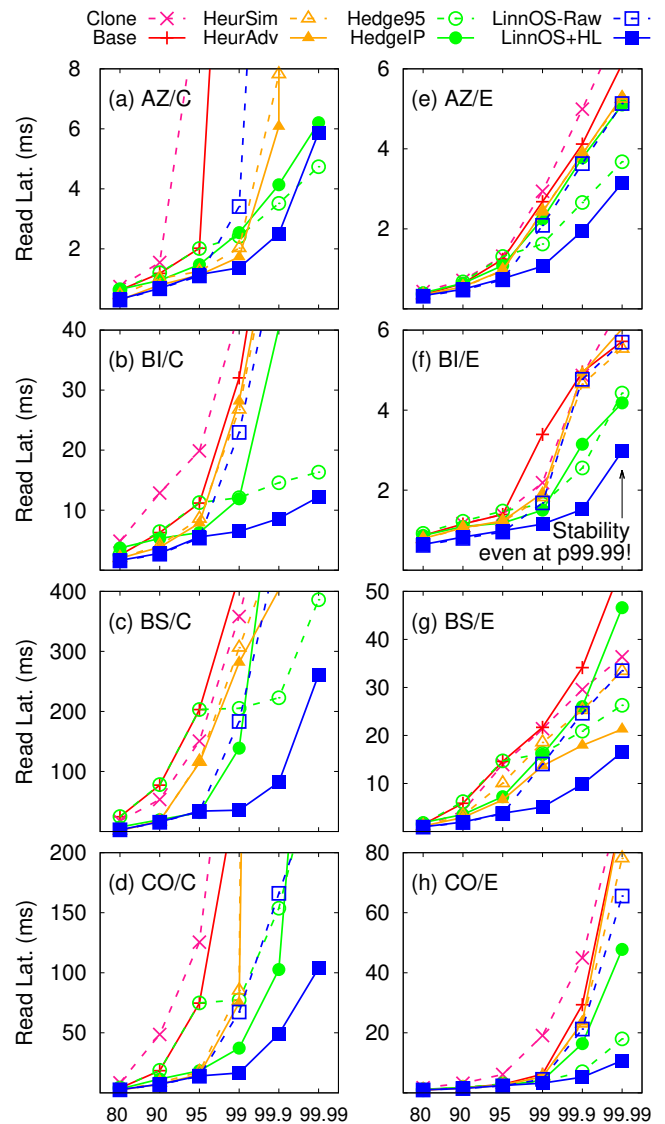 Clone HeurSim Hedge95 LinnOS-Raw
Base HeurAdv HedgeIP LinnOS+HL
8
6
4
2
Read Lat. (ms)
(a) AZ/C
6
4
2
(e) AZ/E
40
30
20
10
Read Lat. (ms)
(b) BI/C
6
4
2
(f) BI/E
Stability
even at p99.99!
400
300
200
100
Read Lat. (ms)
(c) BS/C
50
40
30
20
10
(g) BS/E
200
150
100
50
Read Lat. (ms)
(d) CO/C
80
60
40
20
(h) CO/E
80 90 95 99 99.9 99.99
80 90 95 99 99.9 99.99